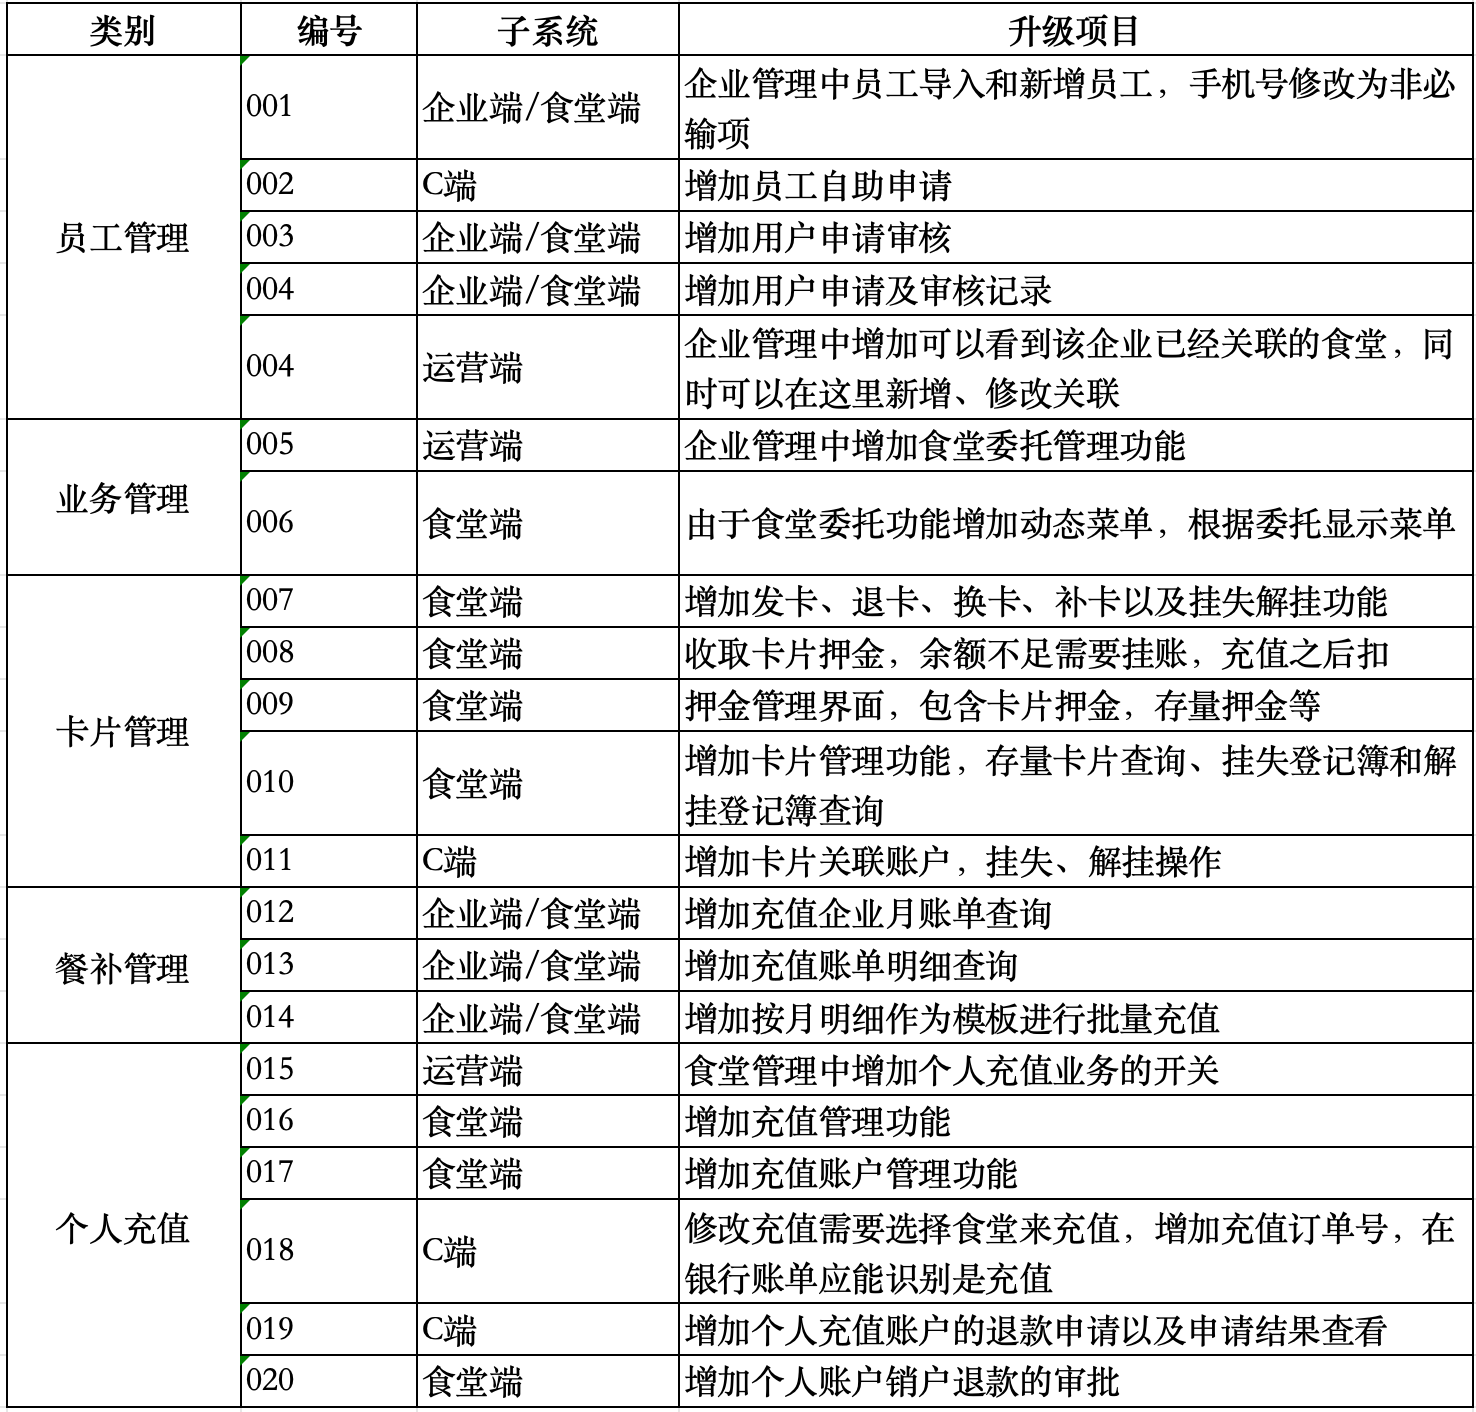 类别 编号 子系统 升级项目
员工管理
001 企业端/食堂端 企业管理中员工导入和新增员工，手机号修改为非必
输项
002 C端 增加员工自助申请
003 企业端/食堂端 增加用户申请审核
004 企业端/食堂端 增加用户申请及审核记录
004 运营端 企业管理中增加可以看到该企业已经关联的食堂，同
时可以在这里新增、修改关联
业务管理
005 运营端 企业管理中增加食堂委托管理功能
006 食堂端 由于食堂委托功能增加动态菜单，根据委托显示菜单
卡片管理
007 食堂端 增加发卡、退卡、换卡、补卡以及挂失解挂功能
008 食堂端 收取卡片押金，余额不足需要挂账，充值之后扣
009 食堂端 押金管理界面，包含卡片押金，存量押金等
010 食堂端 增加卡片管理功能，存量卡片查询、挂失登记簿和解
挂登记簿查询
011 C端 增加卡片关联账户，挂失、解挂操作
餐补管理
012 企业端/食堂端 增加充值企业月账单查询
013 企业端/食堂端 增加充值账单明细查询
014 企业端/食堂端 增加按月明细作为模板进行批量充值
个人充值
015 运营端 食堂管理中增加个人充值业务的开关
016 食堂端 增加充值管理功能
017 食堂端 增加充值账户管理功能
018 C端 修改充值需要选择食堂来充值，增加充值订单号，在
银行账单应能识别是充值
019 C端 增加个人充值账户的退款申请以及申请结果查看
020 食堂端 增加个人账户销户退款的审批